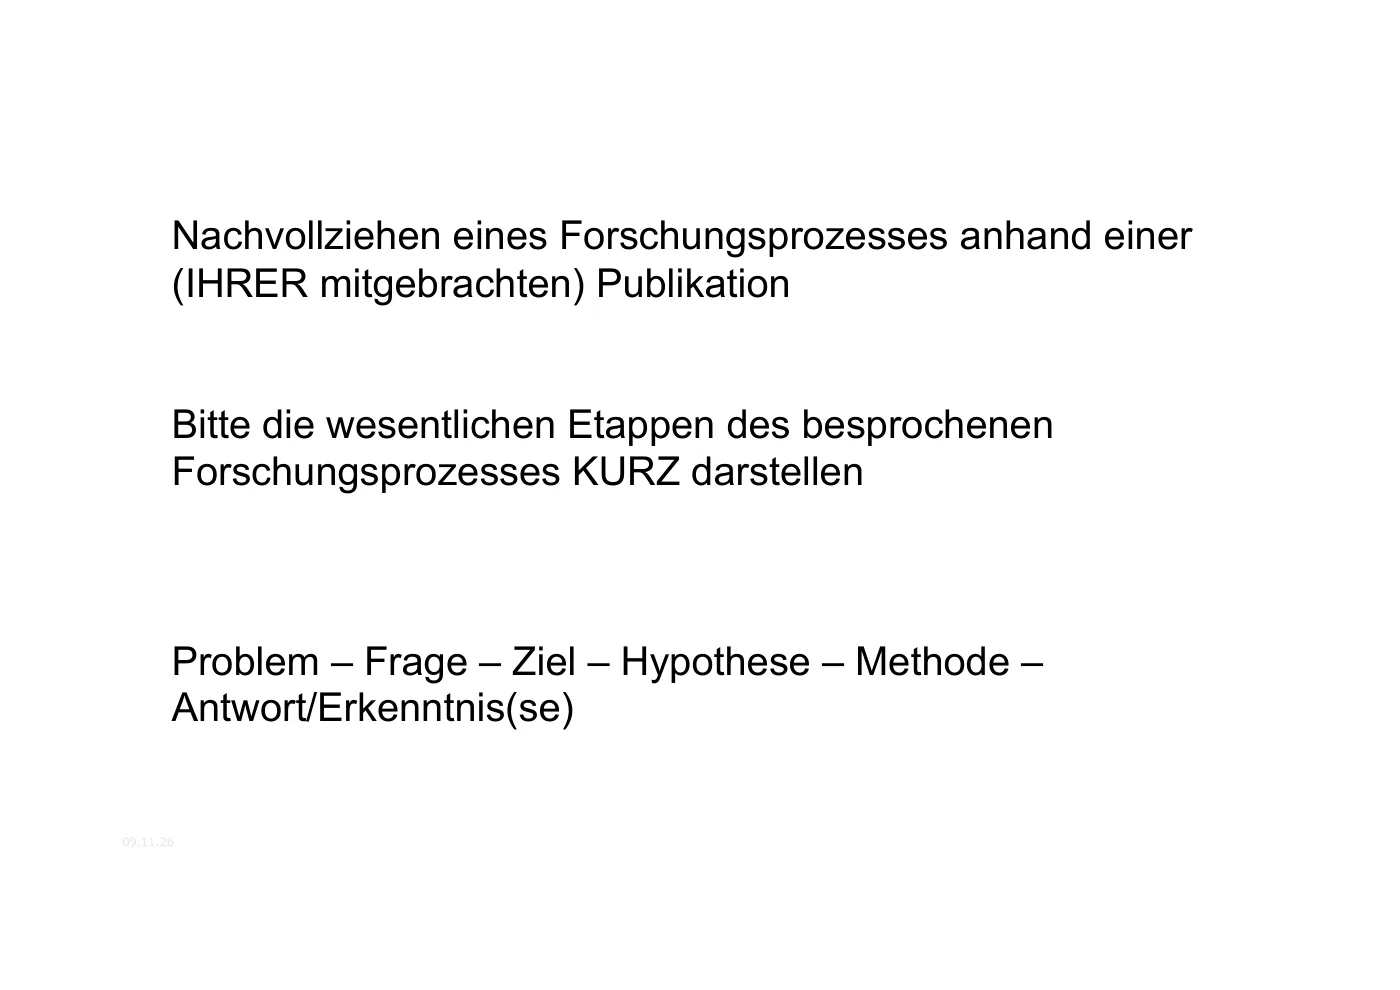 Nachvollziehen eines Forschungsprozesses anhand einer
(IHRER mitgebrachten) Publikation
Bitte die wesentlichen Etappen des besprochenen
Forschungsprozesses KURZ darstellen
Problem – Frage – Ziel – Hypothese – Methode –
Antwort/Erkenntnis(se)
09.11.26